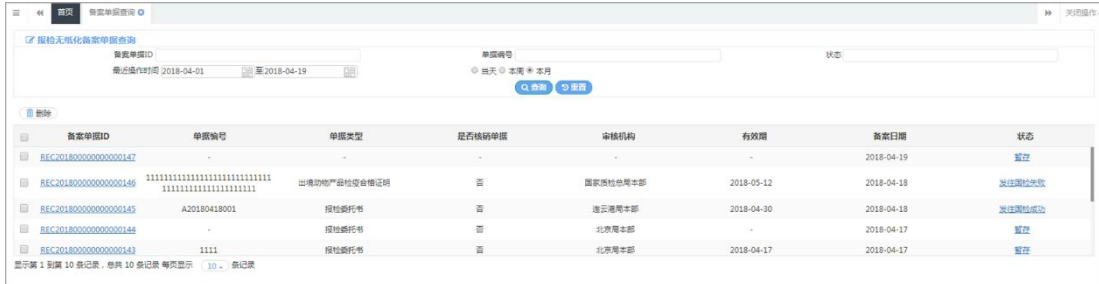 首页 备案单据查询 关闭操作
报检无纸化备案单据查询
备案单据ID 单据编号 状态
最近操作时间 2018-04-01 至 2018-04-19 当天 本周 本月
查询 重置
删除
备案单据ID 单据编号 单据类型 是否核销单据 审核机构 有效期 备案日期 状态
REC201800000000000147 - - - - - 2018-04-19 暂存
REC201800000000000146 出境动物产品检疫合格证明 否 国家质检总局本部 2018-05-12 2018-04-18 发往国检失败
REC201800000000000145 A20180418001 报检委托书 否 连云港局本部 2018-04-30 2018-04-18 发往国检成功
REC201800000000000144 - 报检委托书 否 北京局本部 - 2018-04-17 暂存
REC201800000000000143 1111 报检委托书 否 北京局本部 2018-04-17 2018-04-17 暂存
显示第 1 到第 10 条记录，总共 10 条记录 每页显示 10 条记录